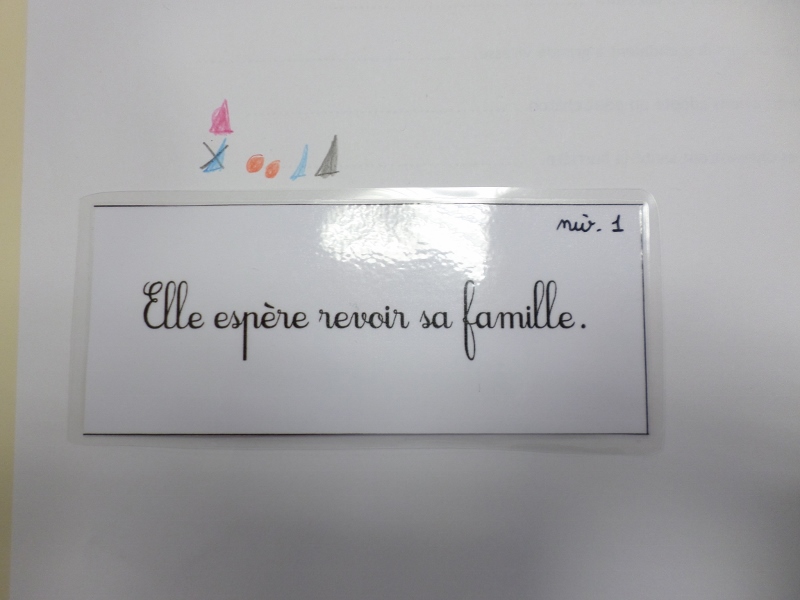 niv. 1
Elle espère revoir sa famille.